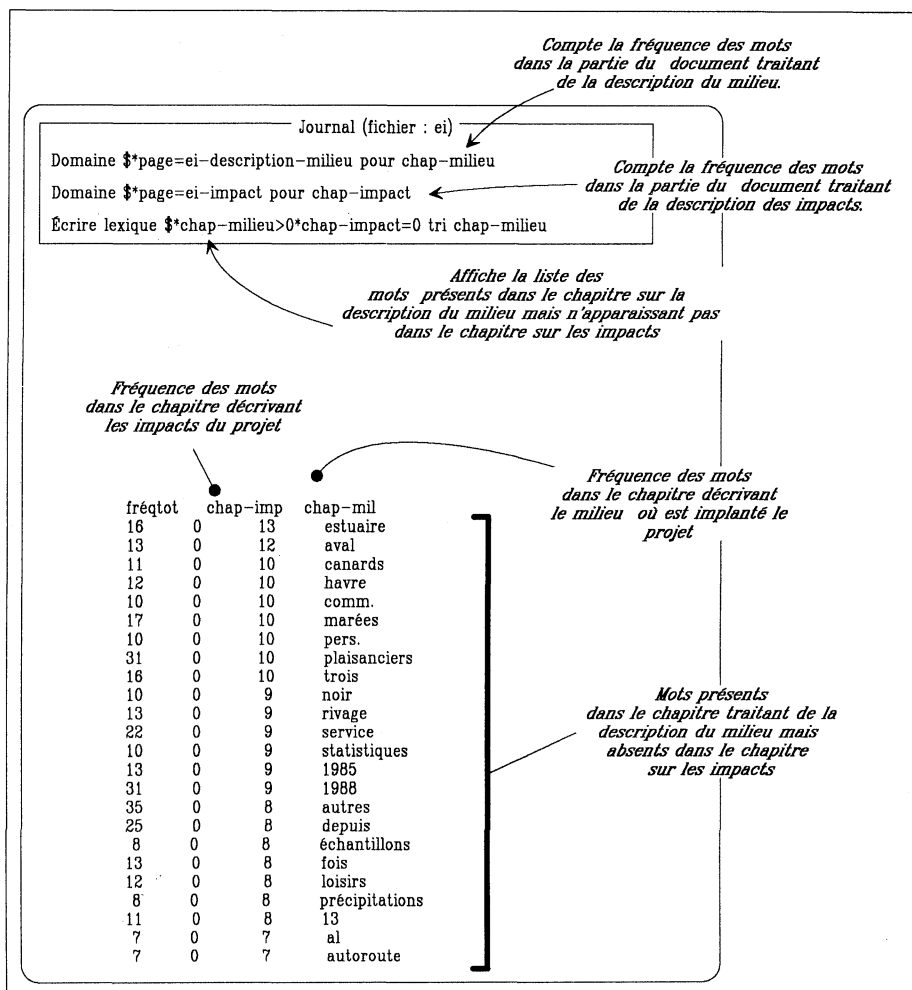 Compte la fréquence des mots
dans la partie du document traitant
de la description du milieu.
Journal (fichier : ei)
Domaine $*page=ei-description-milieu pour chap-milieu
Domaine $*page=ei-impact pour chap-impact
Écrire lexique $*chap-milieu>0*chap-impact=0 tri chap-milieu
Compte la fréquence des mots
dans la partie du document traitant
de la description des impacts.
Affiche la liste des
mots présents dans le chapitre sur la
description du milieu mais n'apparaissant pas
dans le chapitre sur les impacts
Fréquence des mots
dans le chapitre décrivant
les impacts du projet
Fréquence des mots
dans le chapitre décrivant
le milieu où est implanté le
projet
fréqtot chap-imp chap-mil
16 0 13 estuaire
13 0 12 aval
11 0 10 canards
12 0 10 havre
10 0 10 comm.
17 0 10 marées
10 0 10 pers.
31 0 10 plaisanciers
16 0 10 trois
10 0 9 noir
13 0 9 rivage
22 0 9 service
10 0 9 statistiques
13 0 9 1985
31 0 9 1988
35 0 8 autres
25 0 8 depuis
8 0 8 échantillons
13 0 8 fois
12 0 8 loisirs
8 0 8 précipitations
11 0 8 13
7 0 7 al
7 0 7 autoroute
Mots présents
dans le chapitre traitant de la
description du milieu mais
absents dans le chapitre
sur les impacts